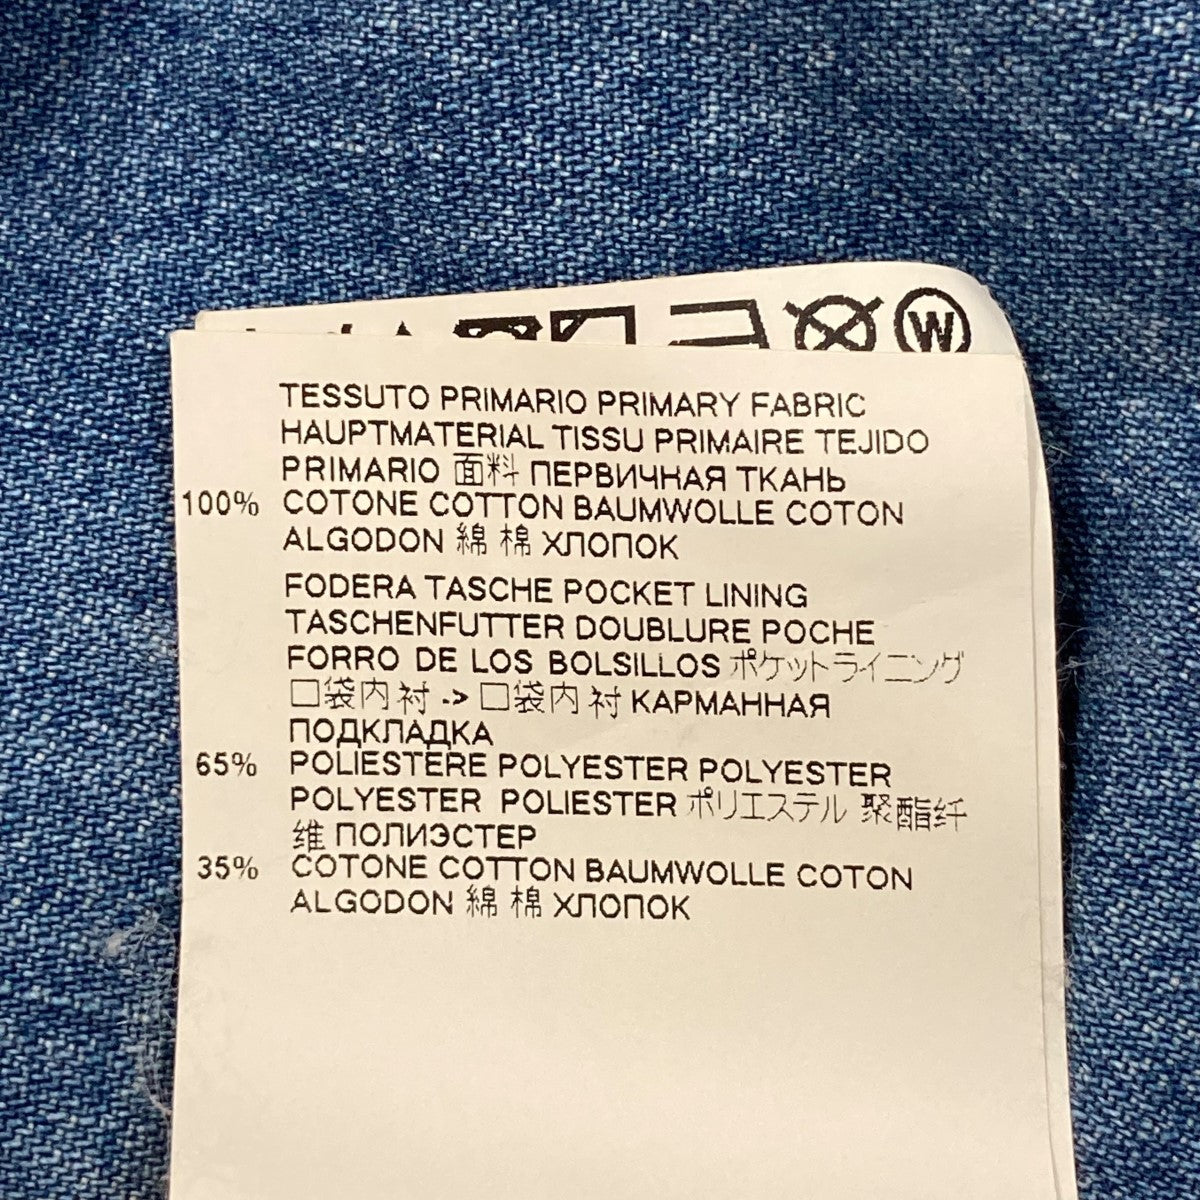 W
TESSUTO PRIMARIO PRIMARY FABRIC
HAUPTMATERIAL TISSU PRIMAIRE TEJIDO
PRIMARIO 面料 ПЕРВИЧНАЯ ТКАНЬ
100% COTONE COTTON BAUMWOLLE COTON
ALGODON 綿 棉 ХЛОПОК
FODERA TASCHE POCKET LINING
TASCHENFUTTER DOUBLURE POCHE
FORRO DE LOS BOLSILLOS ポケットライニング
口袋内衬 -> 口袋内衬 КАРМАННАЯ
ПОДКЛАДКА
65% POLIESTERE POLYESTER POLYESTER
POLYESTER POLIESTER ポリエステル 聚酯纤
维 ПОЛИЭСТЕР
35% COTONE COTTON BAUMWOLLE COTON
ALGODON 綿 棉 ХЛОПОК